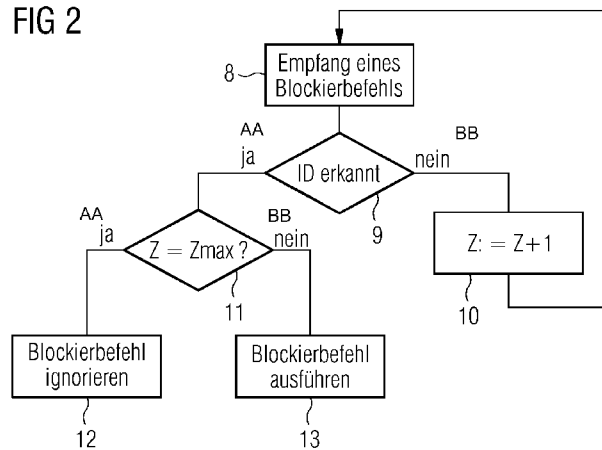 FIG 2
8
Empfang eines
Blockierbefehls
AA
ja
ID erkannt
BB
nein
9
AA
ja
Z = Zmax ?
BB
nein
11
Z: = Z+1
10
Blockierbefehl
ignorieren
12
Blockierbefehl
ausführen
13